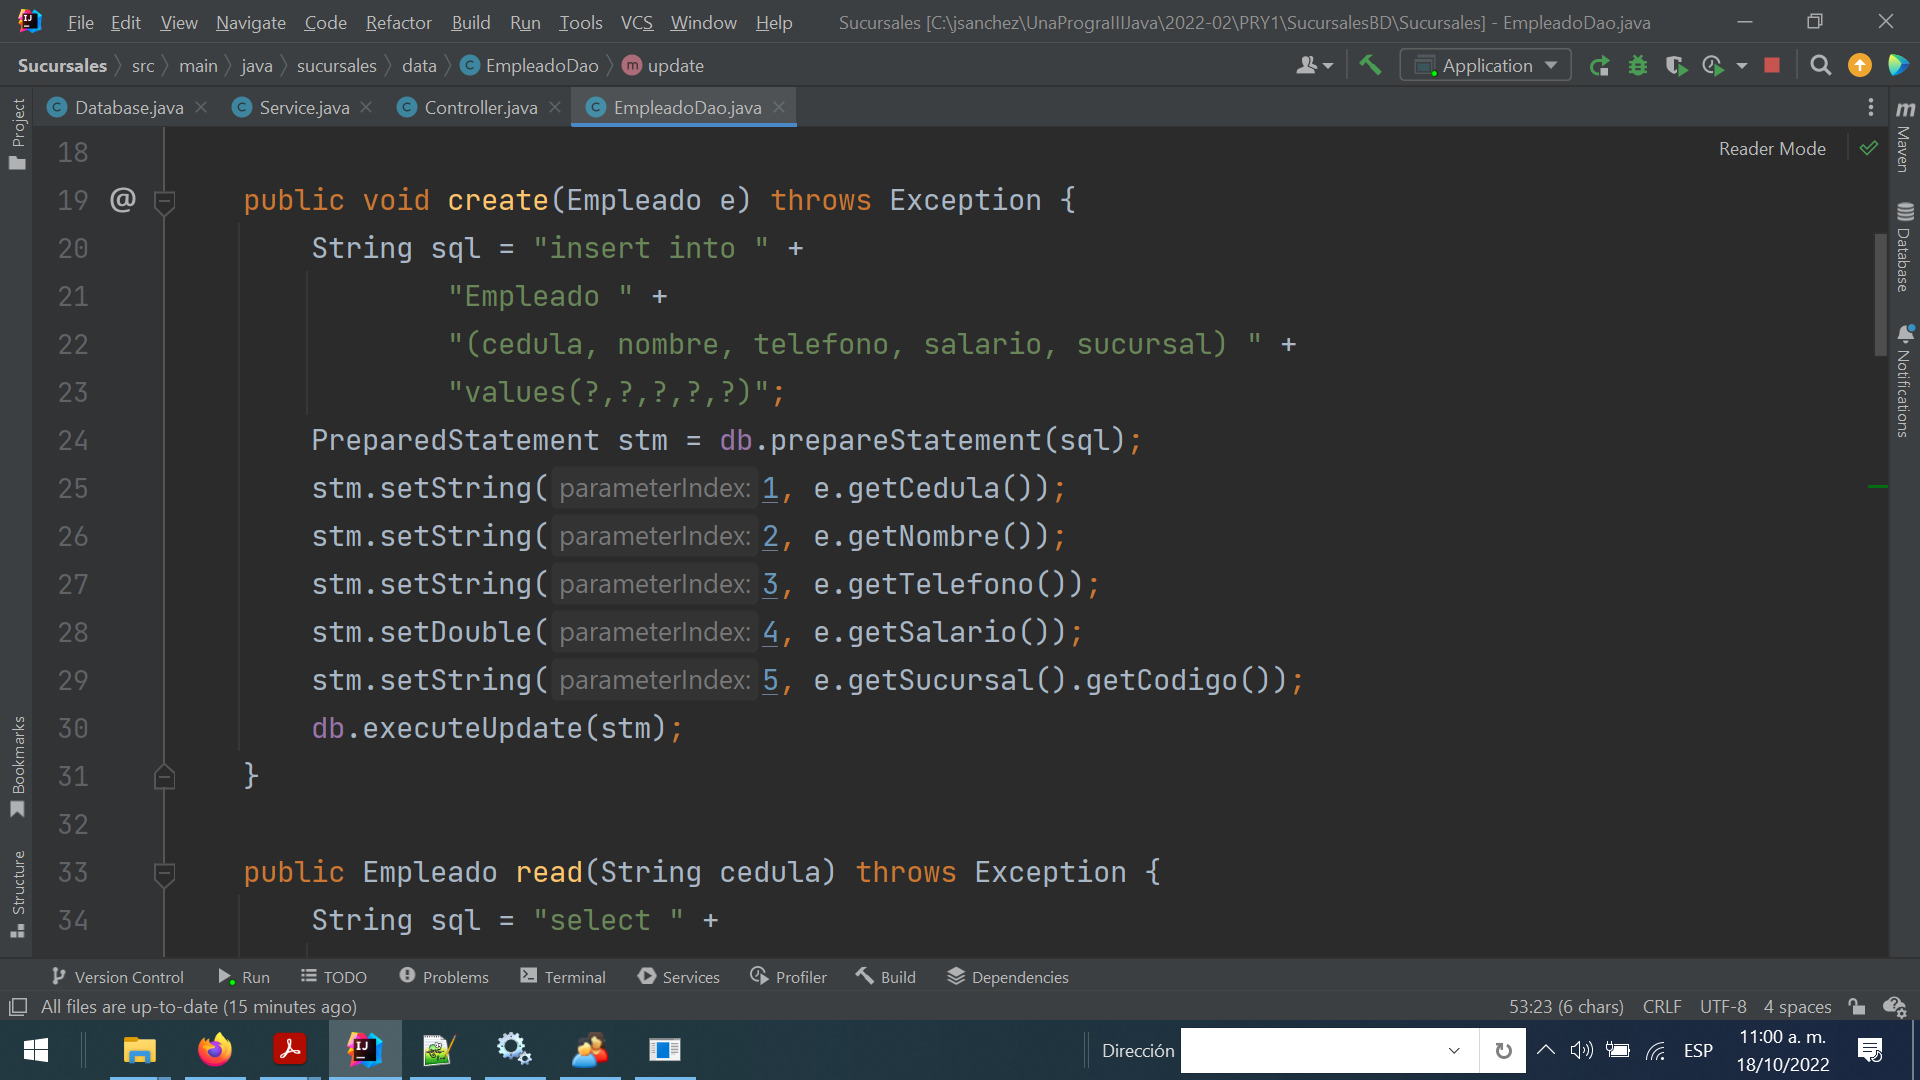 File Edit View Navigate Code Refactor Build Run Tools VCS Window Help Sucursales [C:\jsanchez\UnaPrograIIIJava\2022-02\PRY1\SucursalesBD\Sucursales] - EmpleadoDao.java
Sucursales src main java sucursales data C EmpleadoDao m update Application
Database.java Service.java Controller.java EmpleadoDao.java
Reader Mode
18
19 @ public void create(Empleado e) throws Exception {
20 String sql = "insert into " +
21 "Empleado " +
22 "(cedula, nombre, telefono, salario, sucursal) " +
23 "values(?,?,?,?,?)";
24 PreparedStatement stm = db.prepareStatement(sql);
25 stm.setString( parameterIndex: 1, e.getCedula());
26 stm.setString( parameterIndex: 2, e.getNombre());
27 stm.setString( parameterIndex: 3, e.getTelefono());
28 stm.setDouble( parameterIndex: 4, e.getSalario());
29 stm.setString( parameterIndex: 5, e.getSucursal().getCodigo());
30 db.executeUpdate(stm);
31 }
32
33 public Empleado read(String cedula) throws Exception {
34 String sql = "select " +
Project
Bookmarks
Structure
Maven
Database
Notifications
Version Control Run TODO Problems Terminal Services Profiler Build Dependencies
All files are up-to-date (15 minutes ago) 53:23 (6 chars) CRLF UTF-8 4 spaces
Dirección ESP 11:00 a. m.
18/10/2022